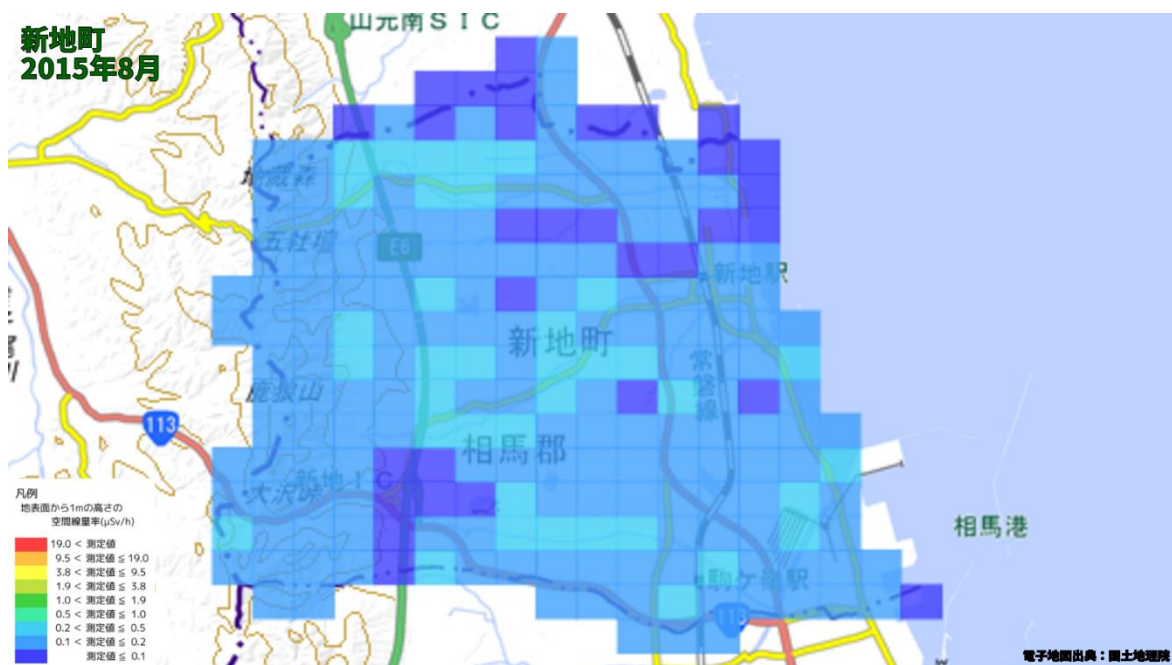 新地町
2015年8月
山元南ＳＩＣ
地蔵森
五社壇
E6
新地駅
新地町
常磐線
鹿狼山
113
相馬郡
新地ＩＣ
大沢峠
相馬港
駒ケ嶺駅
113
凡例
地表面から1mの高さの
空間線量率(μSv/h)
19.0 < 測定値
9.5 < 測定値 ≤ 19.0
3.8 < 測定値 ≤ 9.5
1.9 < 測定値 ≤ 3.8
1.0 < 測定値 ≤ 1.9
0.5 < 測定値 ≤ 1.0
0.2 < 測定値 ≤ 0.5
0.1 < 測定値 ≤ 0.2
測定値 ≤ 0.1
電子地図出典：国土地理院